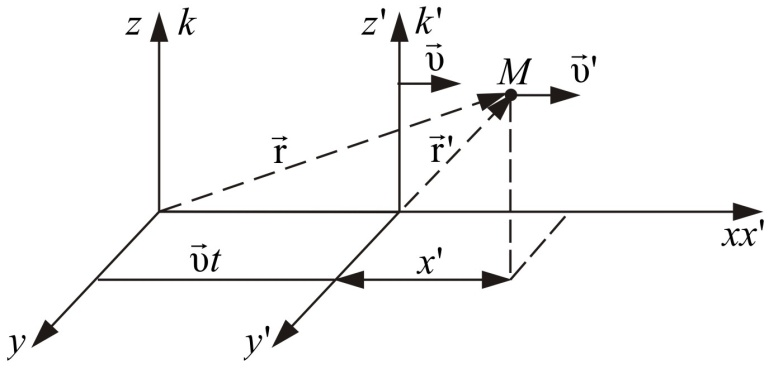 z k z' k'
υ⃗
M υ⃗'
r⃗ r⃗'
xx'
υ⃗t x'
y y'